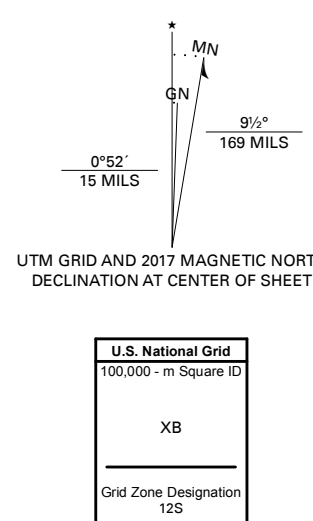 ★
MN
GN
9½°
169 MILS
0°52´
15 MILS
UTM GRID AND 2017 MAGNETIC NORT
DECLINATION AT CENTER OF SHEET
U.S. National Grid
100,000 - m Square ID
XB
Grid Zone Designation
12S